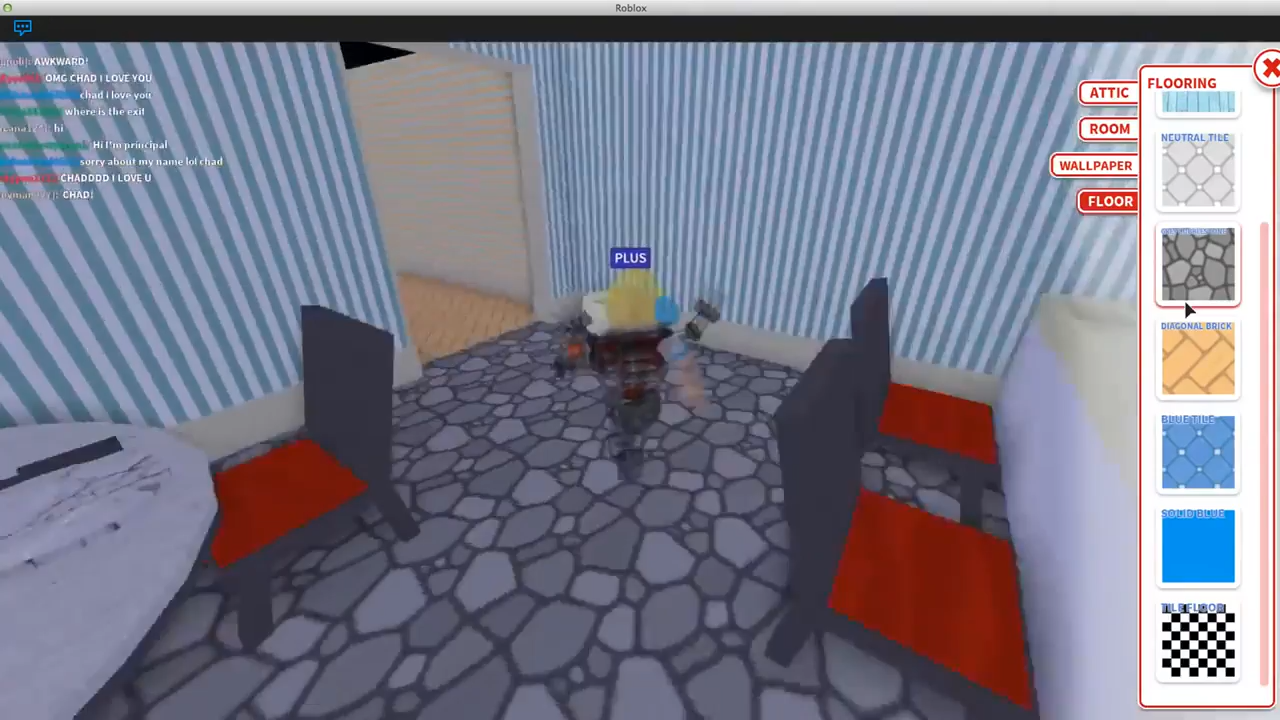 Roblox
AWKWARD!
OMG CHAD I LOVE YOU
chad i love you
where is the exit
hi
Hi I'm principal
sorry about my name lol chad
CHADDDD I LOVE U
CHAD!
PLUS
ATTIC
ROOM
WALLPAPER
FLOOR
FLOORING
NEUTRAL TILE
DIAGONAL BRICK
BLUE TILE
SOLID BLUE
TILE FLOOR